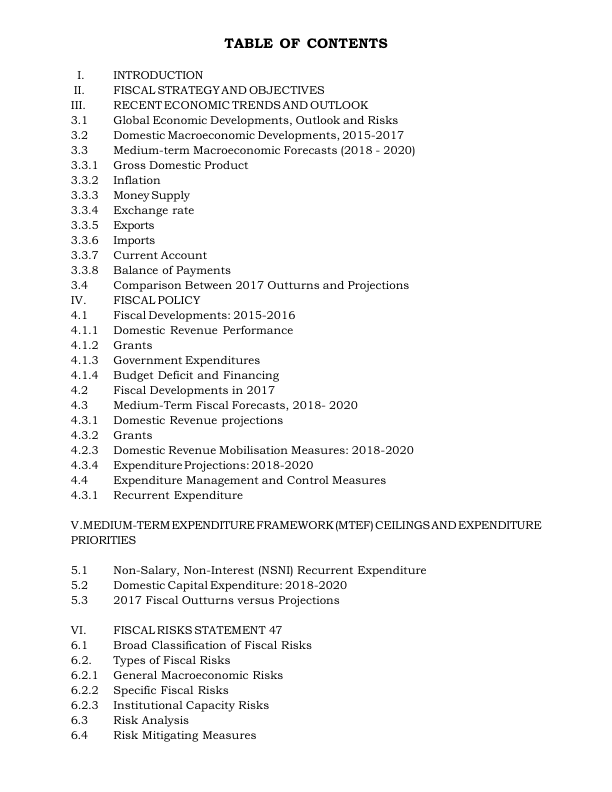 TABLE OF CONTENTS
I. INTRODUCTION
II. FISCAL STRATEGY AND OBJECTIVES
III. RECENT ECONOMIC TRENDS AND OUTLOOK
3.1 Global Economic Developments, Outlook and Risks
3.2 Domestic Macroeconomic Developments, 2015-2017
3.3 Medium-term Macroeconomic Forecasts (2018 - 2020)
3.3.1 Gross Domestic Product
3.3.2 Inflation
3.3.3 Money Supply
3.3.4 Exchange rate
3.3.5 Exports
3.3.6 Imports
3.3.7 Current Account
3.3.8 Balance of Payments
3.4 Comparison Between 2017 Outturns and Projections
IV. FISCAL POLICY
4.1 Fiscal Developments: 2015-2016
4.1.1 Domestic Revenue Performance
4.1.2 Grants
4.1.3 Government Expenditures
4.1.4 Budget Deficit and Financing
4.2 Fiscal Developments in 2017
4.3 Medium-Term Fiscal Forecasts, 2018- 2020
4.3.1 Domestic Revenue projections
4.3.2 Grants
4.2.3 Domestic Revenue Mobilisation Measures: 2018-2020
4.3.4 Expenditure Projections: 2018-2020
4.4 Expenditure Management and Control Measures
4.3.1 Recurrent Expenditure
V.MEDIUM-TERM EXPENDITURE FRAMEWORK (MTEF) CEILINGS AND EXPENDITURE
PRIORITIES
5.1 Non-Salary, Non-Interest (NSNI) Recurrent Expenditure
5.2 Domestic Capital Expenditure: 2018-2020
5.3 2017 Fiscal Outturns versus Projections
VI. FISCAL RISKS STATEMENT 47
6.1 Broad Classification of Fiscal Risks
6.2. Types of Fiscal Risks
6.2.1 General Macroeconomic Risks
6.2.2 Specific Fiscal Risks
6.2.3 Institutional Capacity Risks
6.3 Risk Analysis
6.4 Risk Mitigating Measures